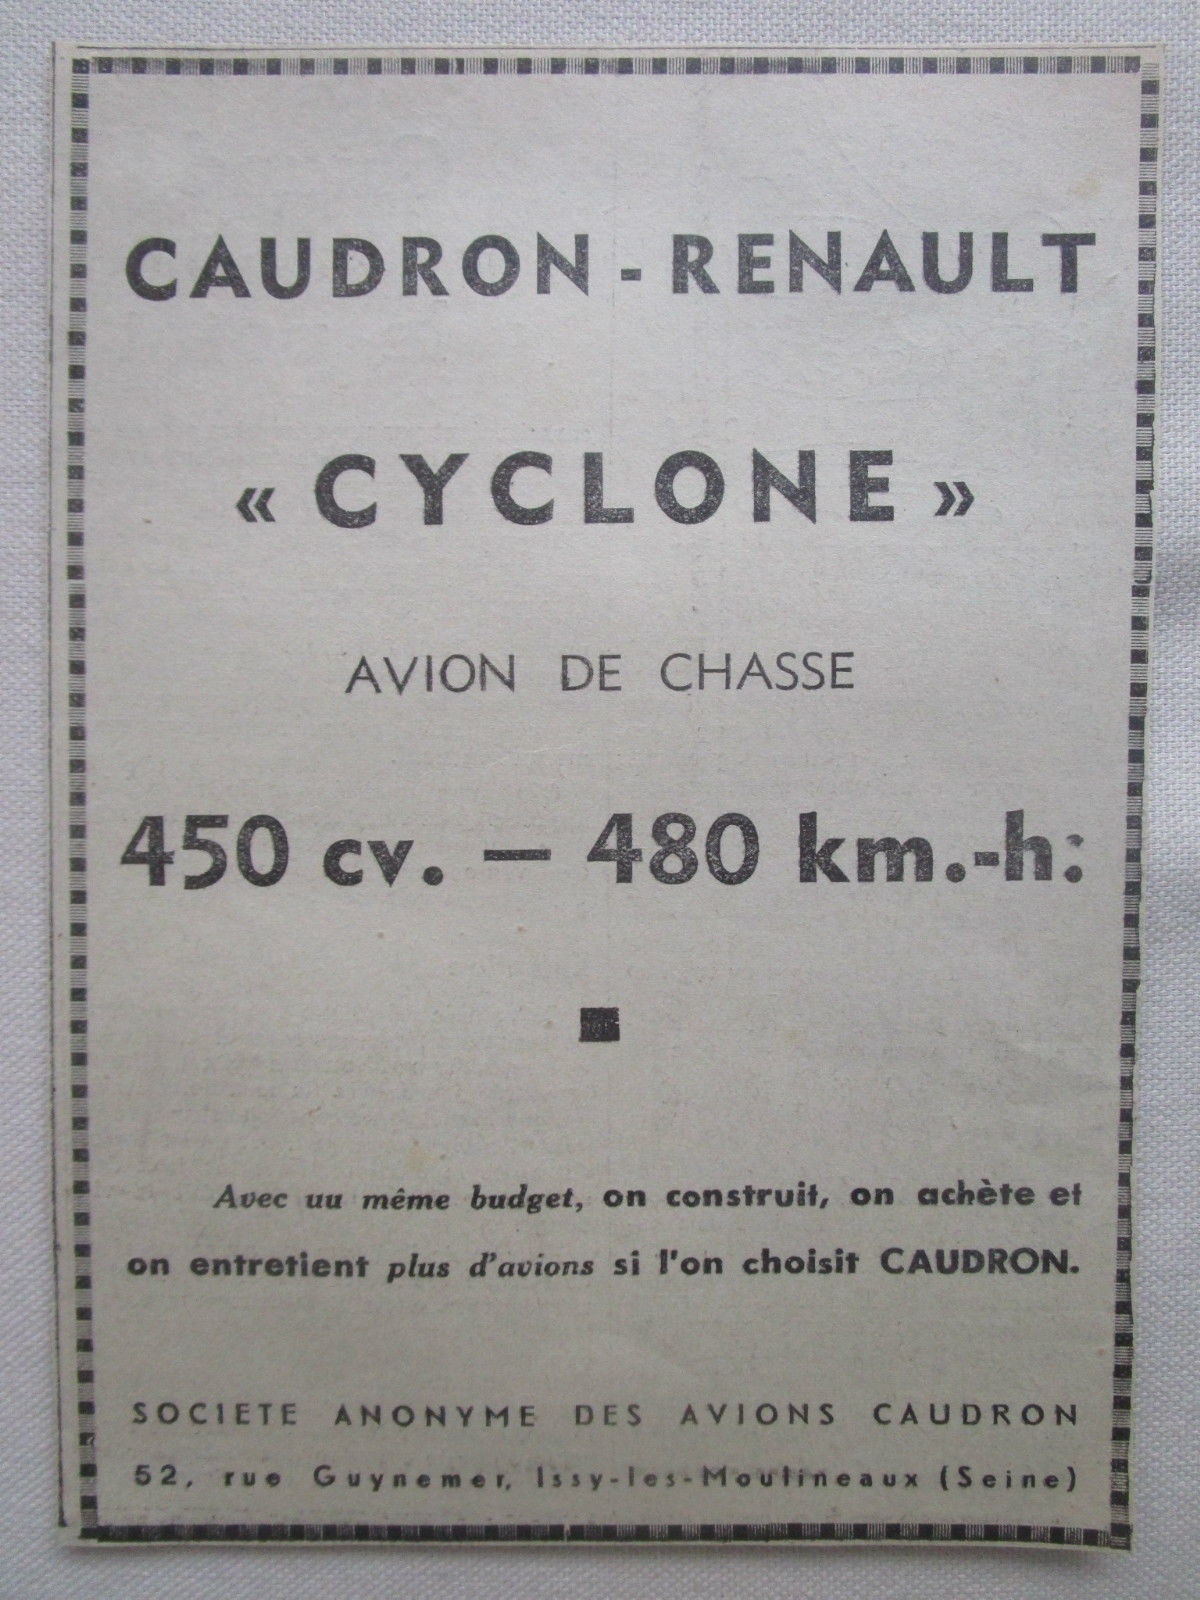 CAUDRON - RENAULT
« CYCLONE »
AVION DE CHASSE
450 cv. — 480 km.-h:
Avec uu même budget, on construit, on achète et
on entretient plus d'avions si l'on choisit CAUDRON.
SOCIETE ANONYME DES AVIONS CAUDRON
52, rue Guynemer, Issy-les-Moulineaux (Seine)